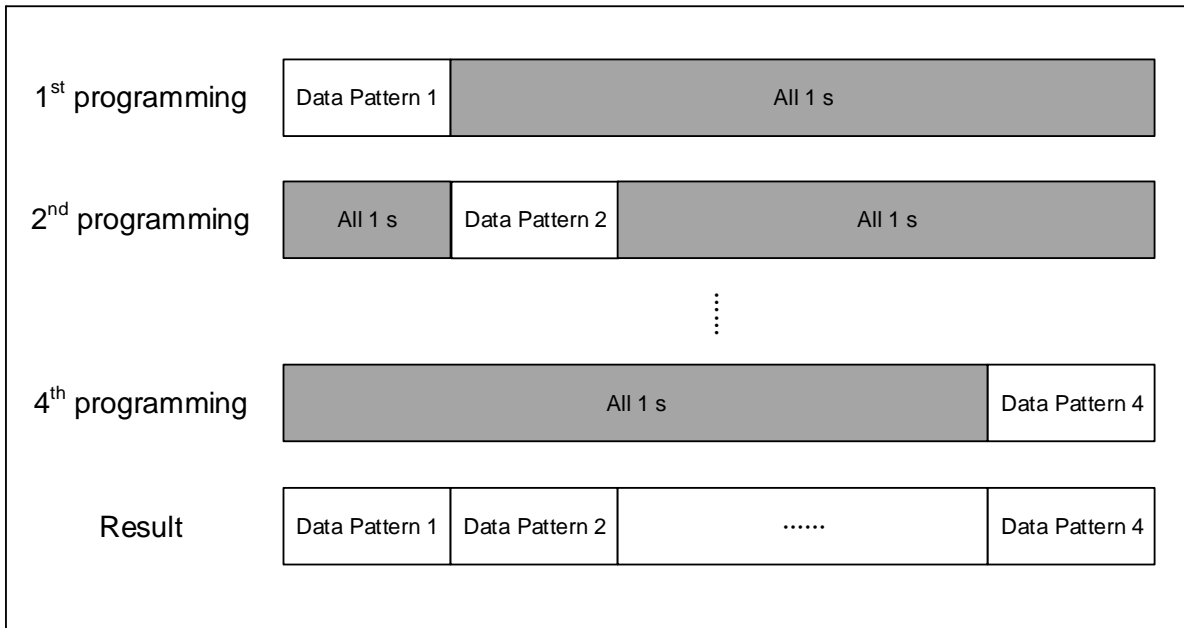 1st programming
Data Pattern 1
All 1 s
2nd programming
All 1 s
Data Pattern 2
All 1 s
4th programming
All 1 s
Data Pattern 4
Result
Data Pattern 1
Data Pattern 2
......
Data Pattern 4